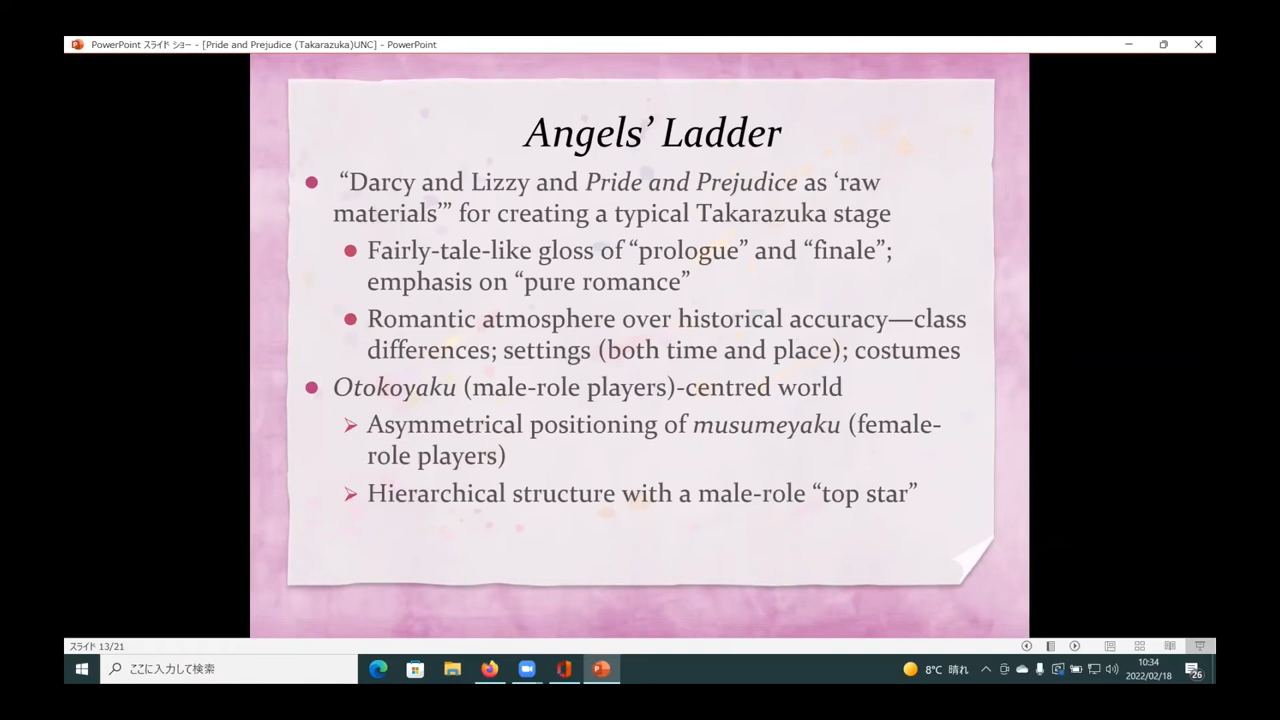 PowerPoint スライド ショー - [Pride and Prejudice (Takarazuka)UNC] - PowerPoint
Angels’ Ladder
“Darcy and Lizzy and Pride and Prejudice as ‘raw
materials’” for creating a typical Takarazuka stage
Fairly-tale-like gloss of “prologue” and “finale”;
emphasis on “pure romance”
Romantic atmosphere over historical accuracy—class
differences; settings (both time and place); costumes
Otokoyaku (male-role players)-centred world
Asymmetrical positioning of musumeyaku (female-
role players)
Hierarchical structure with a male-role “top star”
スライド 13/21
ここに入力して検索
8°C 晴れ
10:34
2022/02/18
26